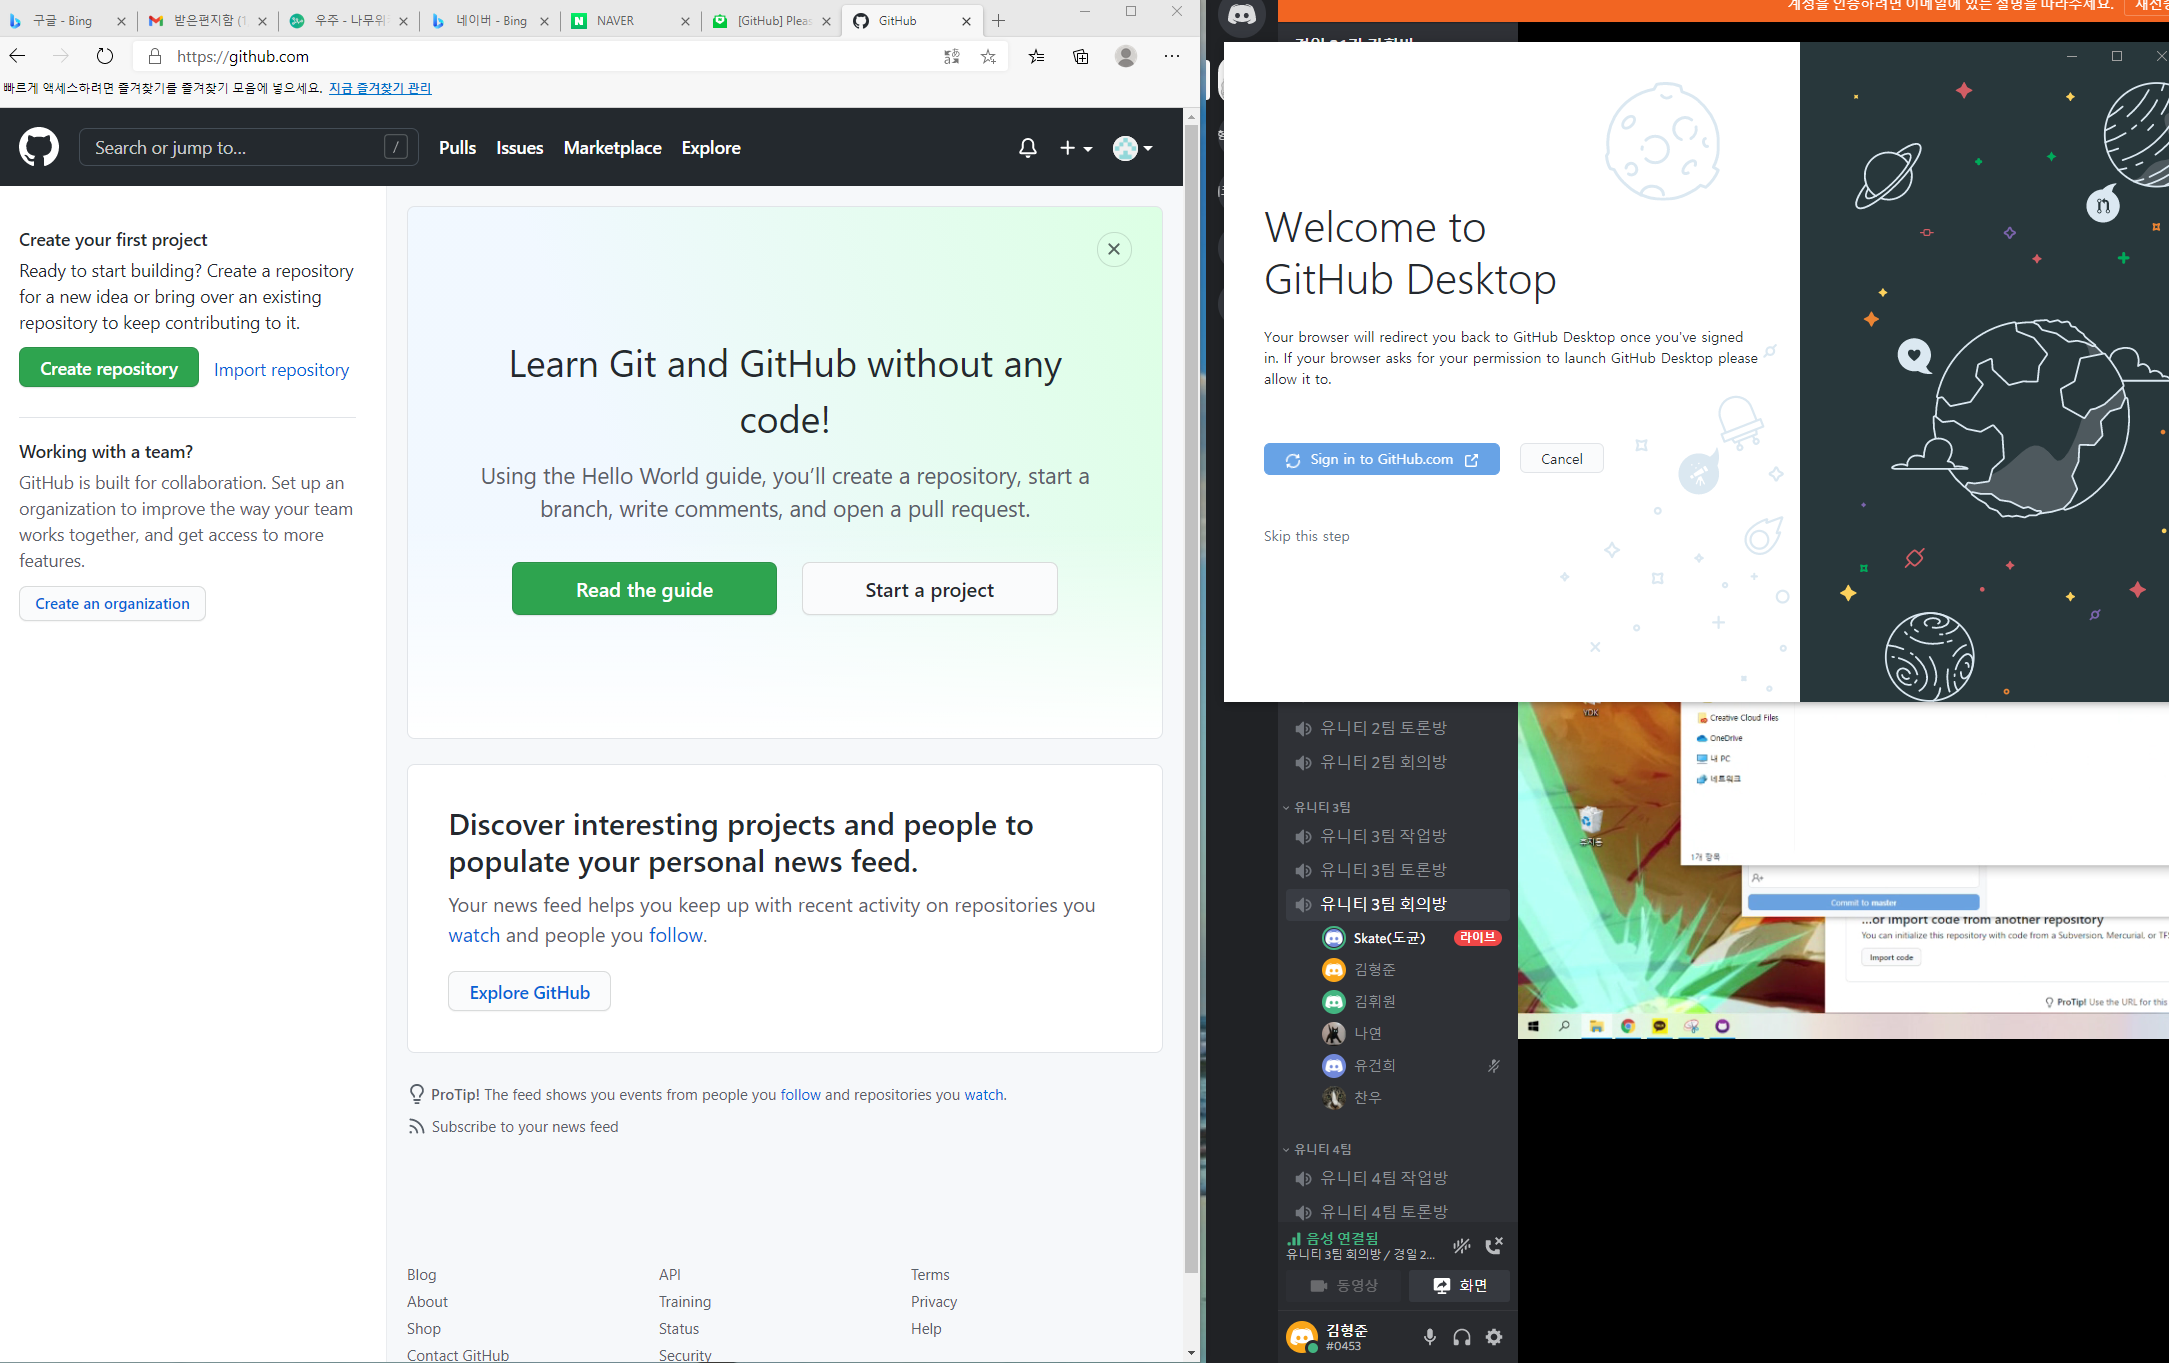 구글 - Bing
받은편지함 (1
우주 - 나무위
네이버 - Bing
NAVER
[GitHub] Pleas
GitHub
https://github.com
빠르게 액세스하려면 즐겨찾기를 즐겨찾기 모음에 넣으세요. 지금 즐겨찾기 관리
Search or jump to...
/
Pulls
Issues
Marketplace
Explore
Create your first project
Ready to start building? Create a repository
for a new idea or bring over an existing
repository to keep contributing to it.
Create repository
Import repository
Working with a team?
GitHub is built for collaboration. Set up an
organization to improve the way your team
works together, and get access to more
features.
Create an organization
Learn Git and GitHub without any
code!
Using the Hello World guide, you’ll create a repository, start a
branch, write comments, and open a pull request.
Read the guide
Start a project
Discover interesting projects and people to
populate your personal news feed.
Your news feed helps you keep up with recent activity on repositories you
watch and people you follow.
Explore GitHub
ProTip! The feed shows you events from people you follow and repositories you watch.
Subscribe to your news feed
Blog
API
Terms
About
Training
Privacy
Shop
Status
Help
Contact GitHub
Security
계정을 인증하려면 이메일에 있는 설명을 따라주세요.
Welcome to
GitHub Desktop
Your browser will redirect you back to GitHub Desktop once you've signed
in. If your browser asks for your permission to launch GitHub Desktop please
allow it to.
Sign in to GitHub.com
Cancel
Skip this step
유니티 2팀 토론방
유니티 2팀 회의방
유니티 3팀
유니티 3팀 작업방
유니티 3팀 토론방
유니티 3팀 회의방
Skate(도균)
라이브
김형준
김휘원
나연
유건희
찬우
유니티 4팀
유니티 4팀 작업방
유니티 4팀 토론방
음성 연결됨
유니티 3팀 회의방 / 경일 2...
동영상
화면
김형준
#0453
Creative Cloud Files
OneDrive
내 PC
네트워크
휴지통
1개 항목
Commit to master
...or import code from another repository
You can initialize this repository with code from a Subversion, Mercurial, or TFS
Import code
ProTip! Use the URL for this